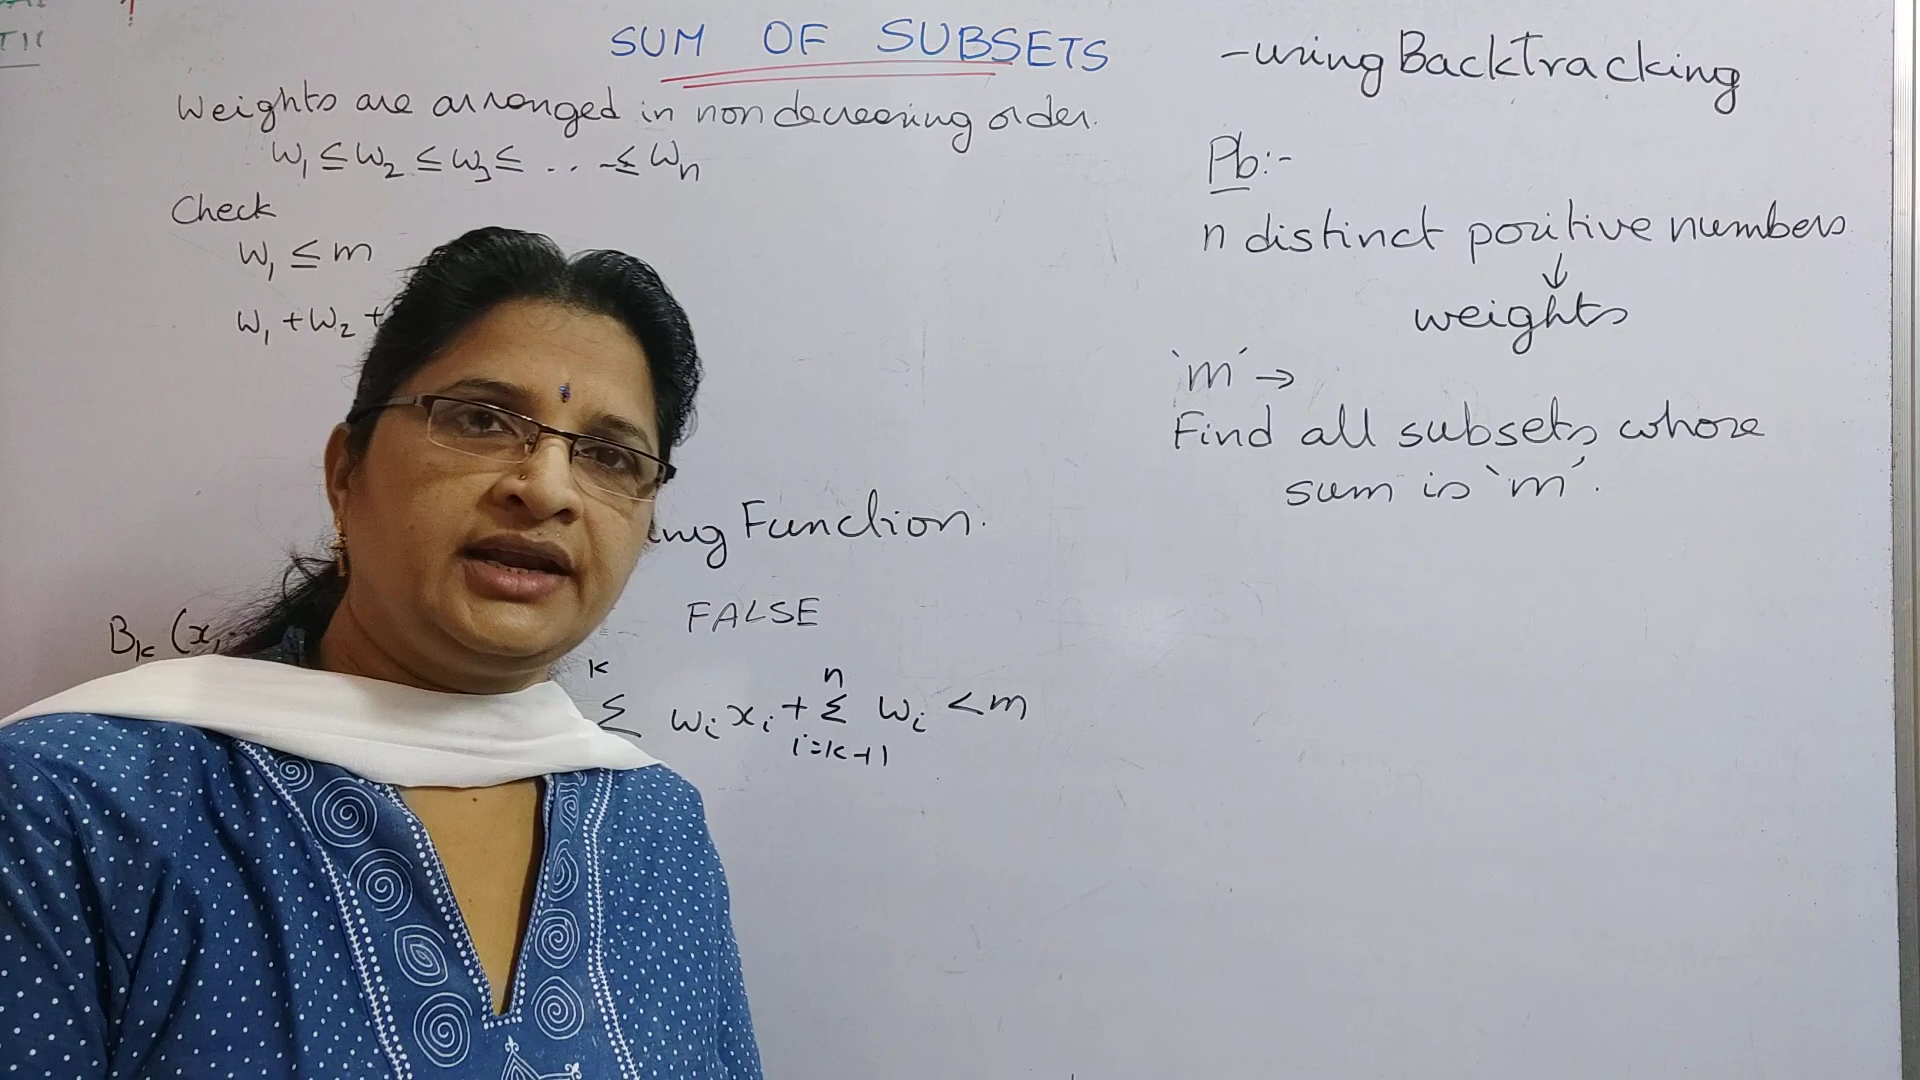 SUM OF SUBSETS
Weights are arranged in non decreasing order.
W₁ ≤ W₂ ≤ W₃ ≤ ... ≤ Wₙ
Check
W₁ ≤ m
W₁ + W₂ +
Function.
Bₖ (x₁
FALSE
k
Σ wᵢ xᵢ + Σ wᵢ < m
n
i=k+1
- using BackTracking
Pb:-
n distinct positive numbers
↓
weights
'm' →
Find all subsets whose
sum is 'm'.